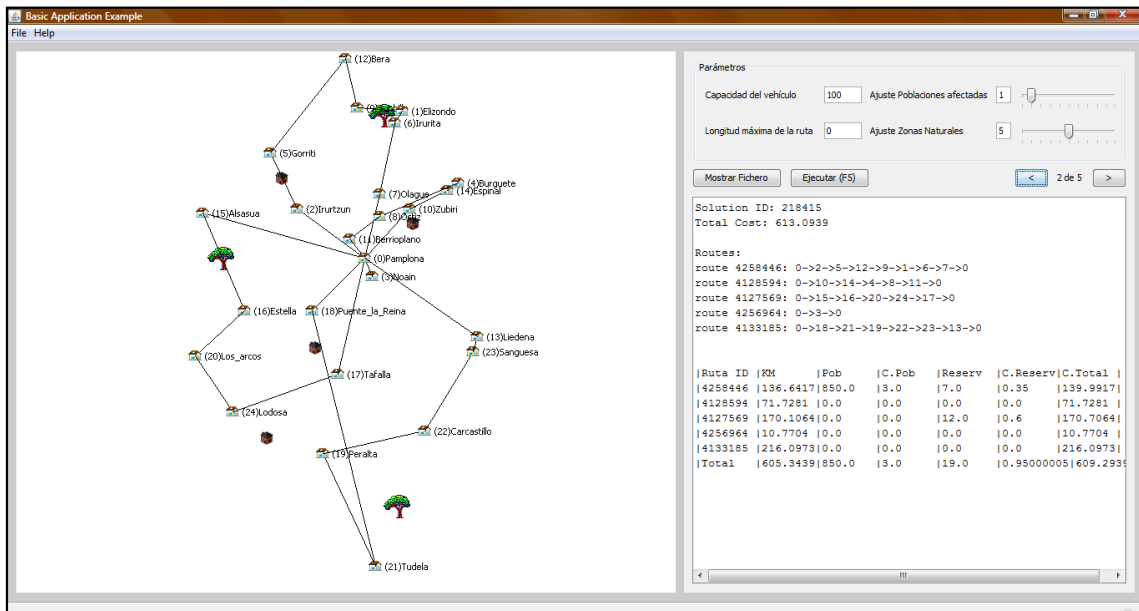 Basic Application Example
File Help
(12)Bera
(1)Elizondo
(6)Irurita
(5)Gorriti
(7)Olagua
(4)Burguete
(14)Espinal
(15)Alsasua
(2)Irurtzun
(10)Zubiri
(8)Ostiz
(11)Berrioplano
(0)Pamplona
(3)Noain
(16)Estella
(18)Puente_la_Reina
(13)Liedena
(23)Sanguesa
(20)Los_arcos
(17)Tafalla
(24)Lodosa
(22)Carcastillo
(19)Peralta
(21)Tudela
Parámetros
Capacidad del vehículo 100 Ajuste Poblaciones afectadas 1
Longitud máxima de la ruta 0 Ajuste Zonas Naturales 5
Mostrar Fichero Ejecutar (F5) < 2 de 5 >
Solution ID: 218415
Total Cost: 613.0939
Routes:
route 4258446: 0->2->5->12->9->1->6->7->0
route 4128594: 0->10->14->4->8->11->0
route 4127569: 0->15->16->20->24->17->0
route 4256964: 0->3->0
route 4133185: 0->18->21->19->22->23->13->0
|Ruta ID |KM |Pob |C.Pob |Reserv |C.Reserv|C.Total |
|4258446 |136.6417|850.0 |3.0 |7.0 |0.35 |139.9917|
|4128594 |71.7281 |0.0 |0.0 |0.0 |0.0 |71.7281 |
|4127569 |170.1064|0.0 |0.0 |12.0 |0.6 |170.7064|
|4256964 |10.7704 |0.0 |0.0 |0.0 |0.0 |10.7704 |
|4133185 |216.0973|0.0 |0.0 |0.0 |0.0 |216.0973|
|Total |605.3439|850.0 |3.0 |19.0 |0.95000005|609.2939